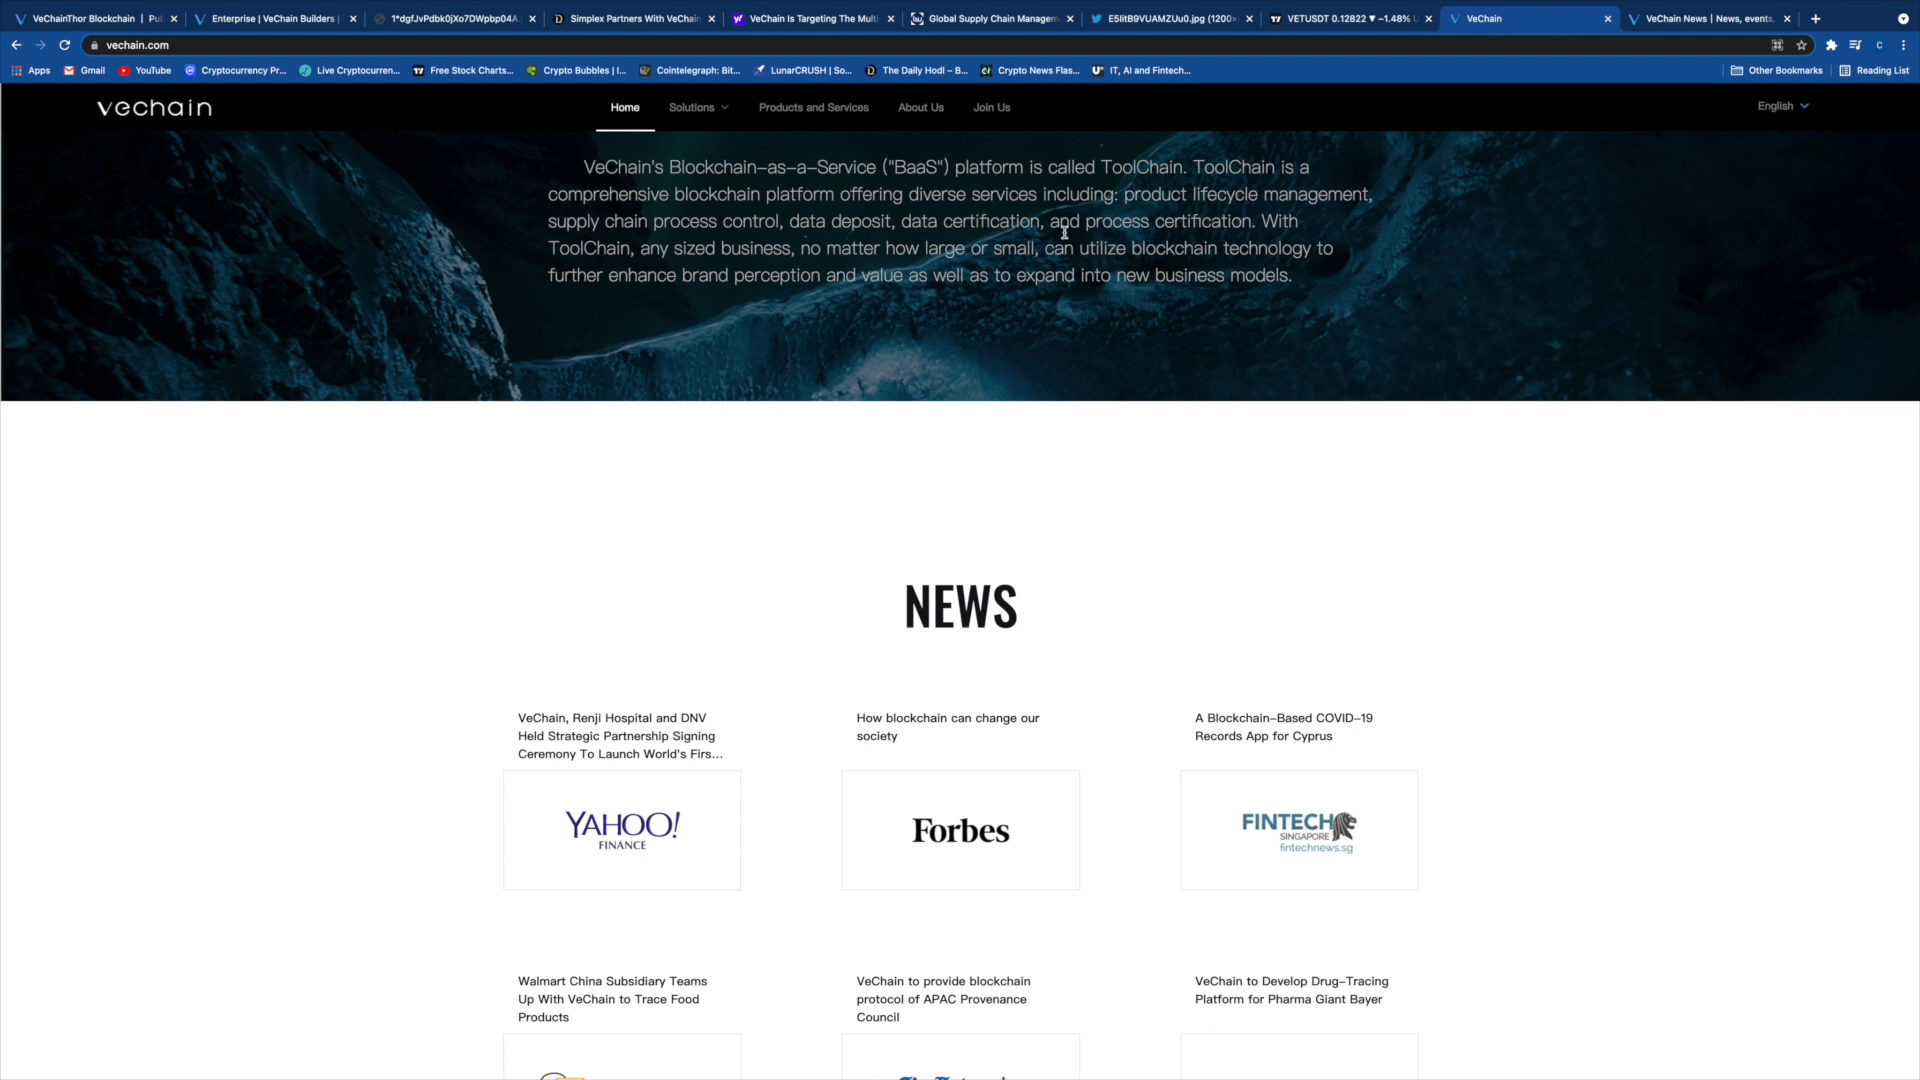 VeChainThor Blockchain | Pu
Enterprise | VeChain Builders |
1*dgfJvPdbk0jXo7DWpbp04A.
Simplex Partners With VeChain
VeChain Is Targeting The Multi
Global Supply Chain Managem
E5IitB9VUAMZUu0.jpg (1200×
VETUSDT 0.12822 ▼ −1.48%
VeChain
VeChain News | News, events,
vechain.com
Apps
Gmail
YouTube
Cryptocurrency Pr...
Live Cryptocurren...
Free Stock Charts...
Crypto Bubbles | I...
Cointelegraph: Bit...
LunarCRUSH | So...
The Daily Hodl – B...
Crypto News Flas...
IT, AI and Fintech...
Other Bookmarks
Reading List
vechain
Home
Solutions
Products and Services
About Us
Join Us
English
VeChain's Blockchain-as-a-Service ("BaaS") platform is called ToolChain. ToolChain is a
comprehensive blockchain platform offering diverse services including: product lifecycle management,
supply chain process control, data deposit, data certification, and process certification. With
ToolChain, any sized business, no matter how large or small, can utilize blockchain technology to
further enhance brand perception and value as well as to expand into new business models.
NEWS
VeChain, Renji Hospital and DNV
Held Strategic Partnership Signing
Ceremony To Launch World's Firs...
YAHOO!
FINANCE
How blockchain can change our
society
Forbes
A Blockchain-Based COVID-19
Records App for Cyprus
FINTECH
SINGAPORE
fintechnews.sg
Walmart China Subsidiary Teams
Up With VeChain to Trace Food
Products
VeChain to provide blockchain
protocol of APAC Provenance
Council
VeChain to Develop Drug-Tracing
Platform for Pharma Giant Bayer